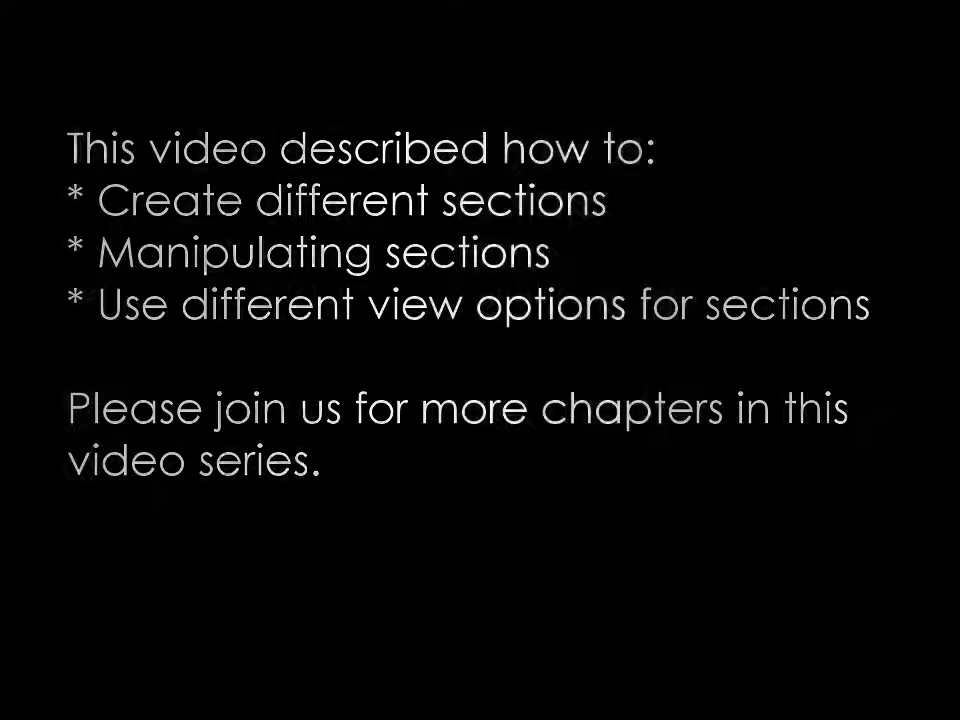 This video described how to:
* Create different sections
* Manipulating sections
* Use different view options for sections
Please join us for more chapters in this
video series.